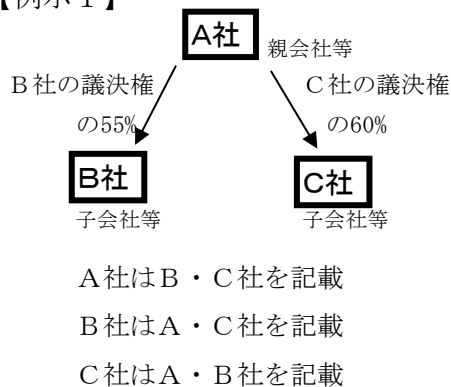 【例示１】
A社
親会社等
Ｂ社の議決権
の55%
Ｃ社の議決権
の60%
B社
C社
子会社等
子会社等
Ａ社はＢ・Ｃ社を記載
Ｂ社はＡ・Ｃ社を記載
Ｃ社はＡ・Ｂ社を記載